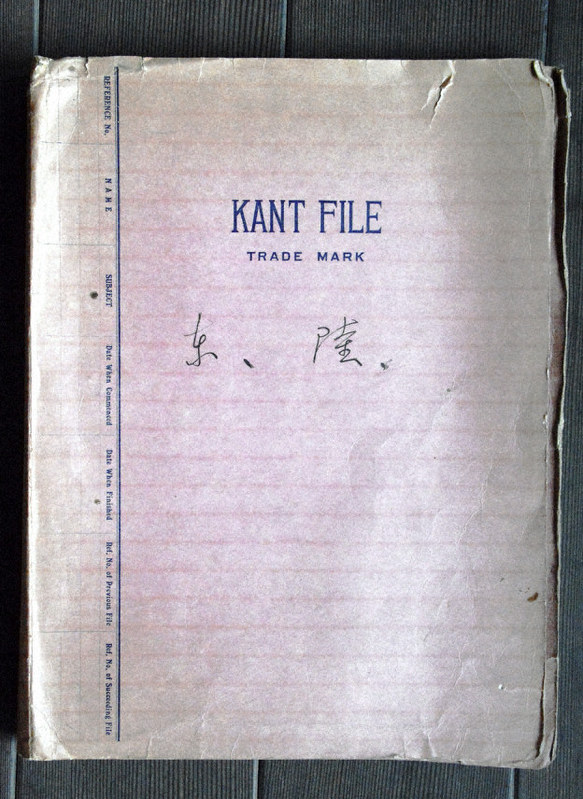 KANT FILE
TRADE MARK
东、 陸、
REFERENCE No.
NAME
SUBJECT
Date When Commenced
Date When Finished
Ref. No. of Previous File
Ref. No. of Succeeding File